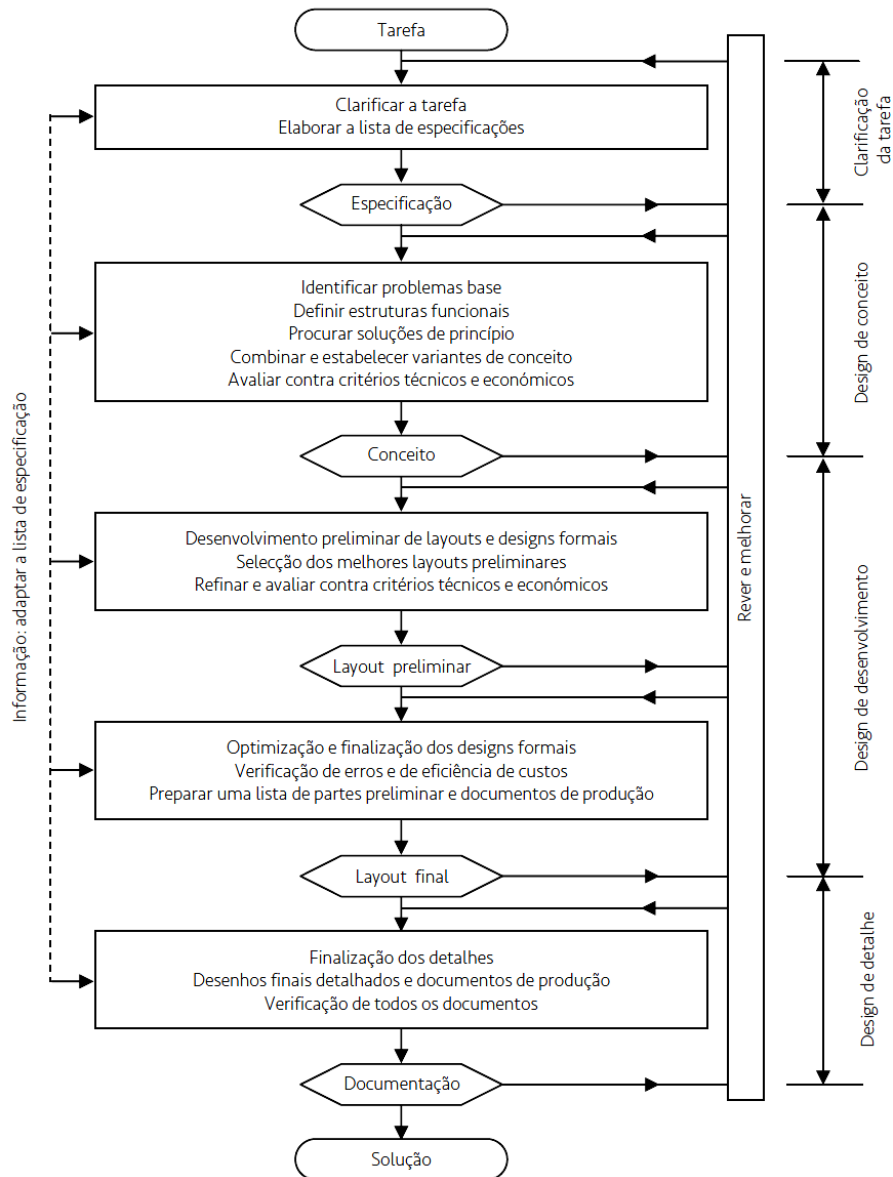 Tarefa
Clarificar a tarefa
Elaborar a lista de especificações
Especificação
Identificar problemas base
Definir estruturas funcionais
Procurar soluções de princípio
Combinar e estabelecer variantes de conceito
Avaliar contra critérios técnicos e económicos
Conceito
Desenvolvimento preliminar de layouts e designs formais
Selecção dos melhores layouts preliminares
Refinar e avaliar contra critérios técnicos e económicos
Layout preliminar
Optimização e finalização dos designs formais
Verificação de erros e de eficiência de custos
Preparar uma lista de partes preliminar e documentos de produção
Layout final
Finalização dos detalhes
Desenhos finais detalhados e documentos de produção
Verificação de todos os documentos
Documentação
Solução
Informação: adaptar a lista de especificação
Rever e melhorar
Clarificação
da tarefa
Design de conceito
Design de desenvolvimento
Design de detalhe